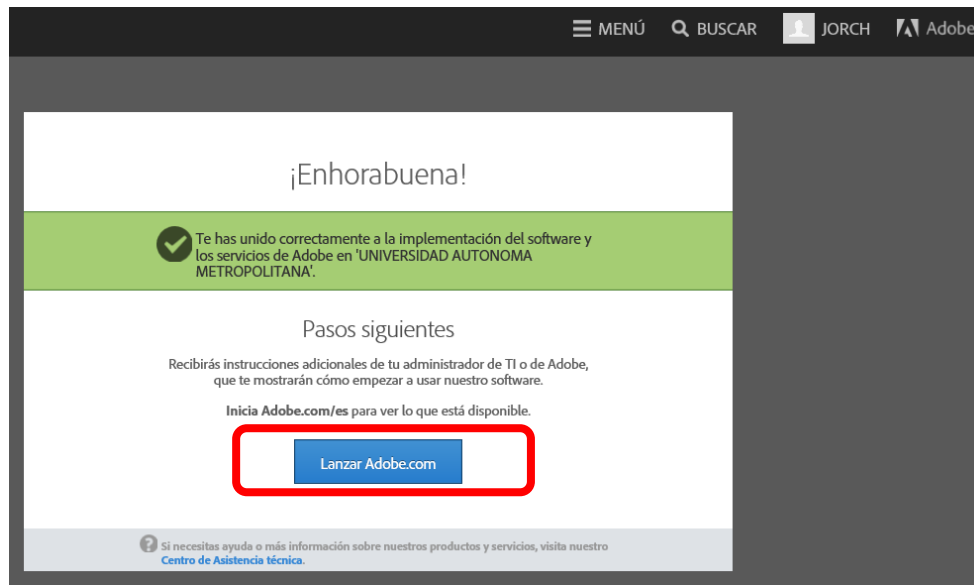 MENÚ BUSCAR JORCH Adobe
¡Enhorabuena!
Te has unido correctamente a la implementación del software y
los servicios de Adobe en 'UNIVERSIDAD AUTONOMA
METROPOLITANA'.
Pasos siguientes
Recibirás instrucciones adicionales de tu administrador de TI o de Adobe,
que te mostrarán cómo empezar a usar nuestro software.
Inicia Adobe.com/es para ver lo que está disponible.
Lanzar Adobe.com
Si necesitas ayuda o más información sobre nuestros productos y servicios, visita nuestro
Centro de Asistencia técnica.